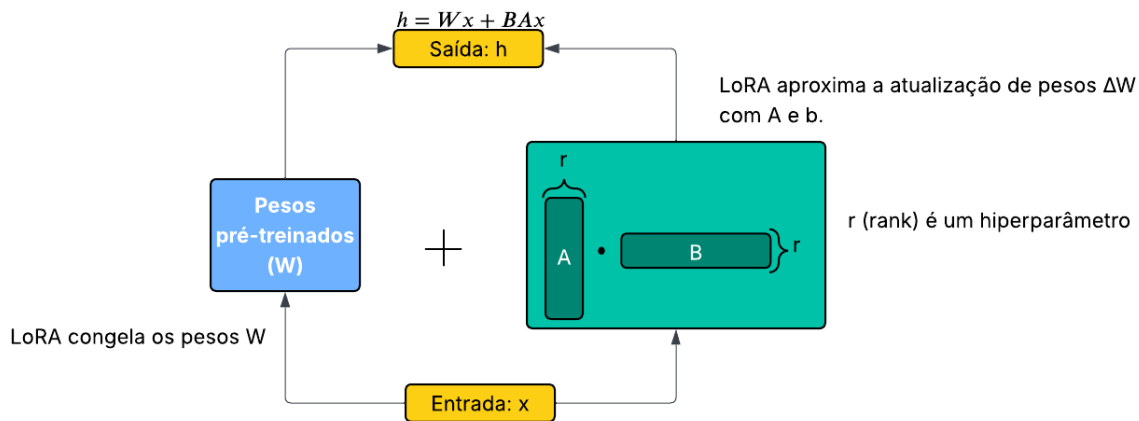 h = Wx + BAx
Saída: h
LoRA aproxima a atualização de pesos ΔW
com A e b.
r
Pesos
pré-treinados
(W)
A
B
r
r (rank) é um hiperparâmetro
LoRA congela os pesos W
Entrada: x